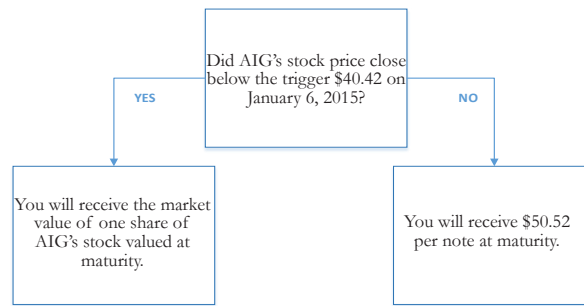 Did AIG's stock price close
below the trigger $40.42 on
January 6, 2015?
YES
NO
You will receive the market
value of one share of
AIG's stock valued at
maturity.
You will receive $50.52
per note at maturity.